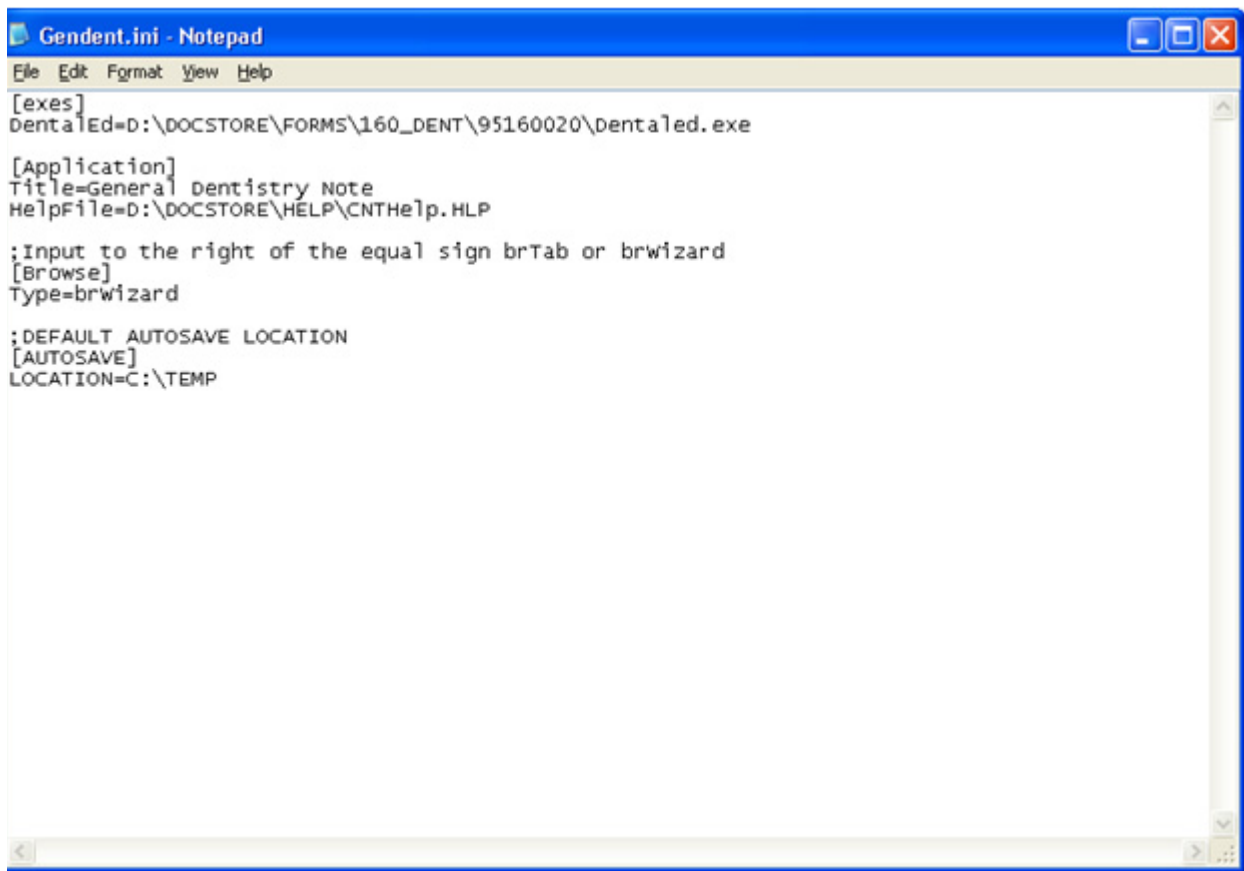 Gendent.ini - Notepad
File Edit Format View Help
[exes]
DentalEd=D:\DOCSTORE\FORMS\160_DENT\95160020\Dentaled.exe
[Application]
Title=General Dentistry Note
HelpFile=D:\DOCSTORE\HELP\CNTHelp.HLP
;Input to the right of the equal sign brTab or brWizard
[Browse]
Type=brWizard
;DEFAULT AUTOSAVE LOCATION
[AUTOSAVE]
LOCATION=C:\TEMP